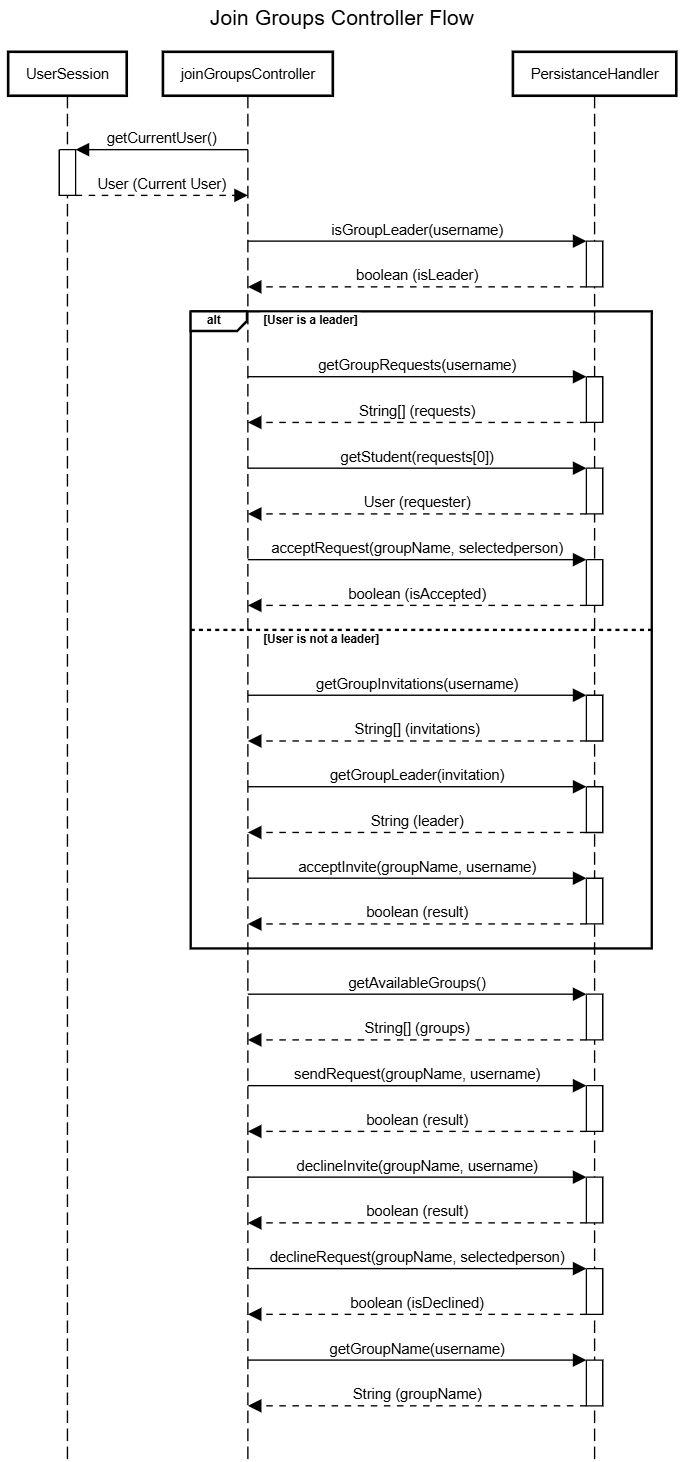 Join Groups Controller Flow
UserSession
joinGroupsController
PersistanceHandler
getCurrentUser()
User (Current User)
isGroupLeader(username)
boolean (isLeader)
alt
[User is a leader]
getGroupRequests(username)
String[] (requests)
getStudent(requests[0])
User (requester)
acceptRequest(groupName, selectedperson)
boolean (isAccepted)
[User is not a leader]
getGroupInvitations(username)
String[] (invitations)
getGroupLeader(invitation)
String (leader)
acceptInvite(groupName, username)
boolean (result)
getAvailableGroups()
String[] (groups)
sendRequest(groupName, username)
boolean (result)
declineInvite(groupName, username)
boolean (result)
declineRequest(groupName, selectedperson)
boolean (isDeclined)
getGroupName(username)
String (groupName)